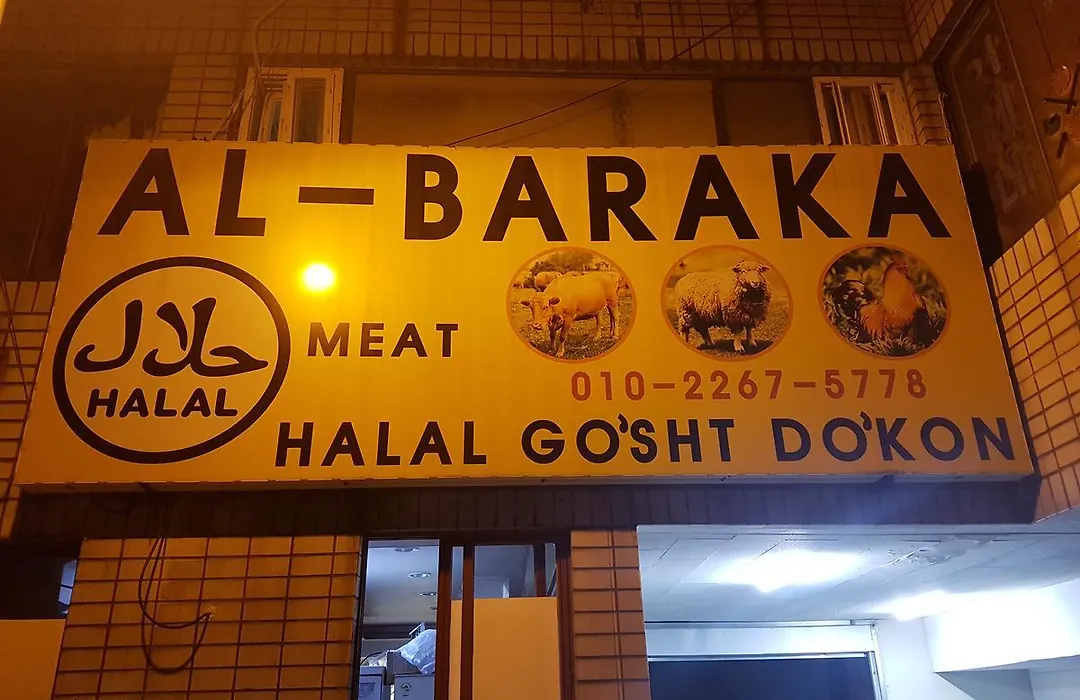 AL-BARAKA
حلال
HALAL
MEAT
010-2267-5778
HALAL GO'SHT DO'KON